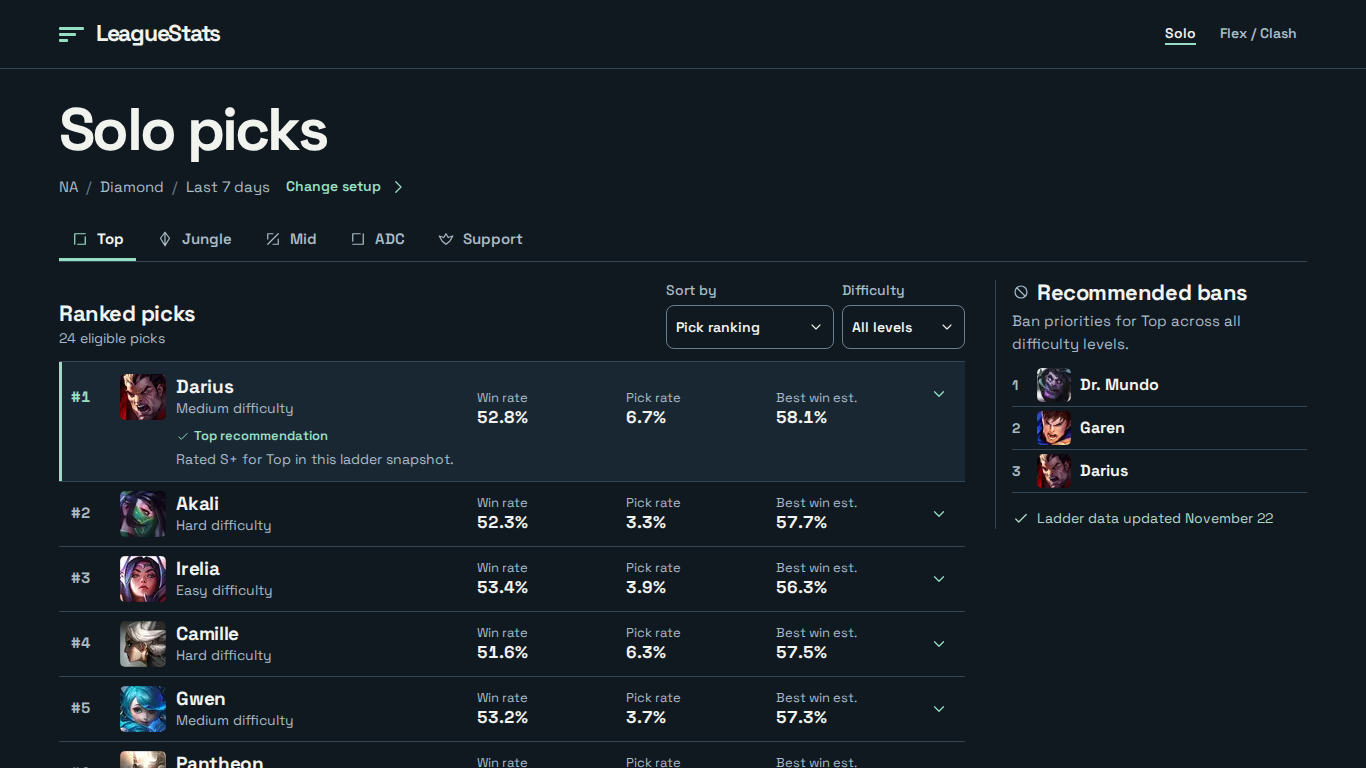 LeagueStats
Solo
Flex / Clash
Solo picks
NA / Diamond / Last 7 days
Change setup
Top
Jungle
Mid
ADC
Support
Ranked picks
24 eligible picks
Sort by
Pick ranking
Difficulty
All levels
#1
Darius
Medium difficulty
Top recommendation
Rated S+ for Top in this ladder snapshot.
Win rate
52.8%
Pick rate
6.7%
Best win est.
58.1%
#2
Akali
Hard difficulty
Win rate
52.3%
Pick rate
3.3%
Best win est.
57.7%
#3
Irelia
Easy difficulty
Win rate
53.4%
Pick rate
3.9%
Best win est.
56.3%
#4
Camille
Hard difficulty
Win rate
51.6%
Pick rate
6.3%
Best win est.
57.5%
#5
Gwen
Medium difficulty
Win rate
53.2%
Pick rate
3.7%
Best win est.
57.3%
Pantheon
Win rate
Pick rate
Best win est.
Recommended bans
Ban priorities for Top across all
difficulty levels.
1
Dr. Mundo
2
Garen
3
Darius
Ladder data updated November 22